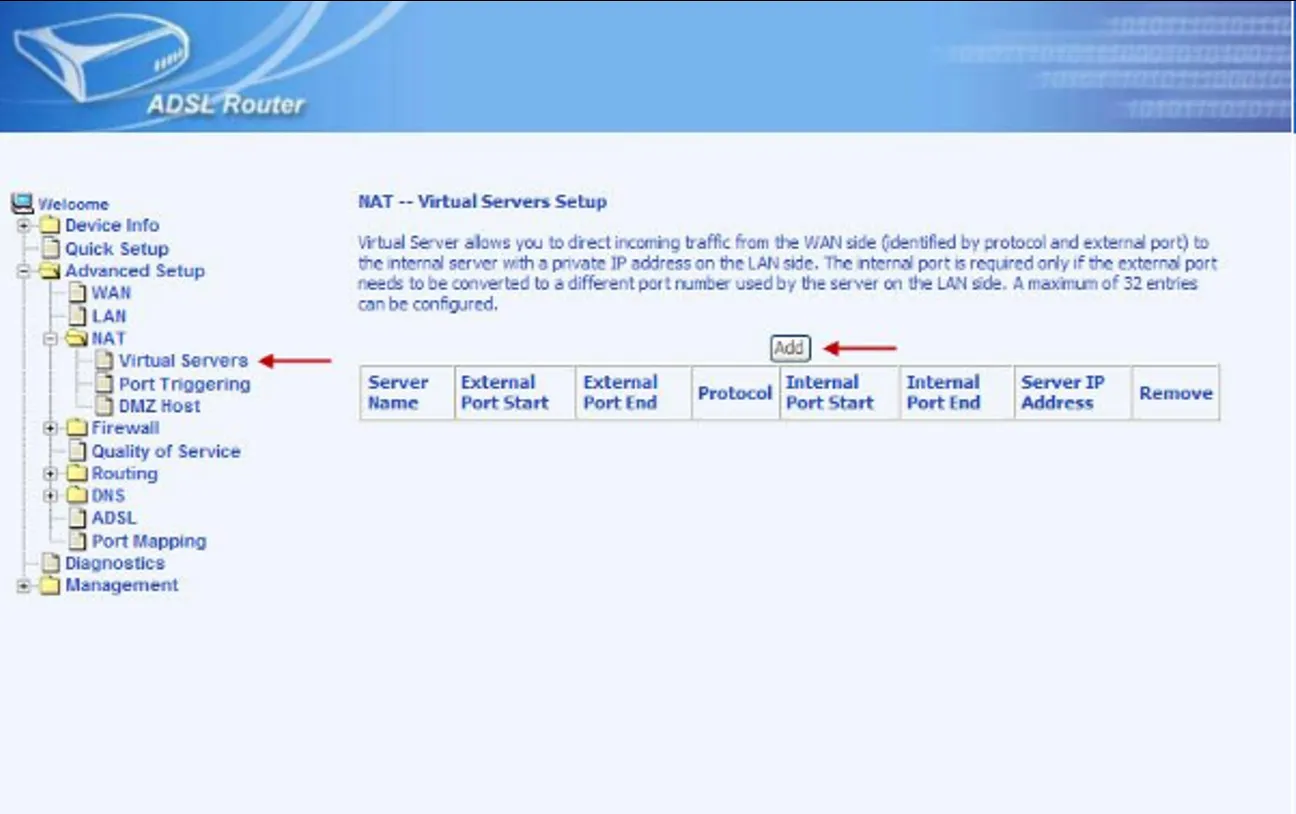 ADSL Router
Welcome
Device Info
Quick Setup
Advanced Setup
WAN
LAN
NAT
Virtual Servers
Port Triggering
DMZ Host
Firewall
Quality of Service
Routing
DNS
ADSL
Port Mapping
Diagnostics
Management
NAT -- Virtual Servers Setup
Virtual Server allows you to direct incoming traffic from the WAN side (identified by protocol and external port) to
the internal server with a private IP address on the LAN side. The internal port is required only if the external port
needs to be converted to a different port number used by the server on the LAN side. A maximum of 32 entries
can be configured.
Add
Server Name
External Port Start
External Port End
Protocol
Internal Port Start
Internal Port End
Server IP Address
Remove